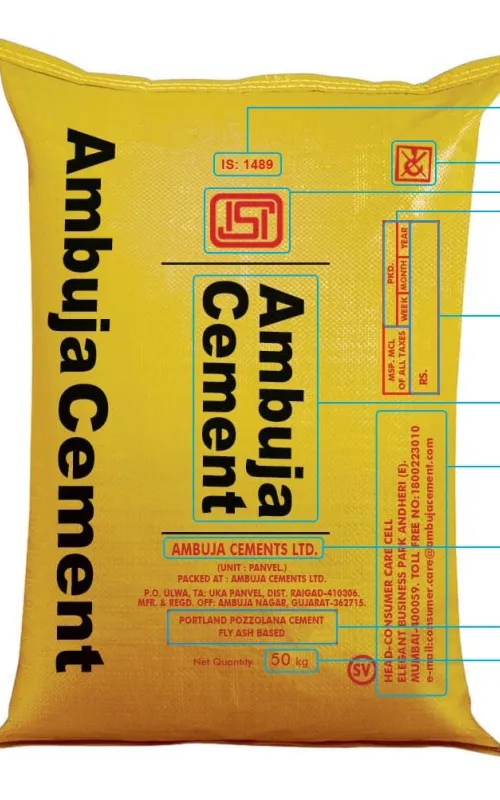 Ambuja Cement
IS: 1489
ISI
Ambuja
Cement
PKD.
WEEK MONTH YEAR
MSP. MCL
OF ALL TAXES
RS.
AMBUJA CEMENTS LTD.
(UNIT : PANVEL.)
PACKED AT : AMBUJA CEMENTS LTD.
P.O. ULWA, TA: UKA PANVEL, DIST. RAIGAD-410306.
MFR. & REGD. OFF: AMBUJA NAGAR, GUJARAT-362715.
PORTLAND POZZOLANA CEMENT
FLY ASH BASED
Net Quantity 50 kg
SV
HEAD-CONSUMER CARE CELL
ELEGANT BUSINESS PARK ANDHERI (E).
MUMBAI-400059. TOLL FREE NO:1800223010
e-mail:consumer.care@ambujacement.com